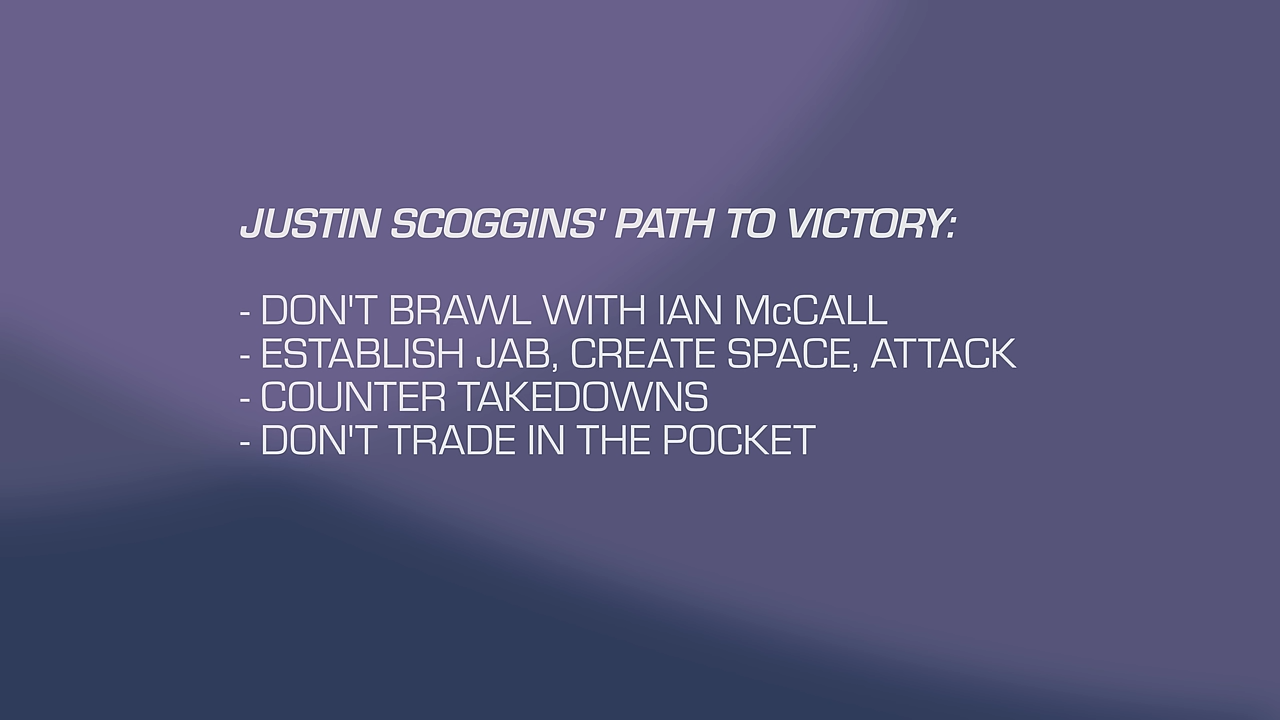 JUSTIN SCOGGINS' PATH TO VICTORY:
- DON'T BRAWL WITH IAN McCALL
- ESTABLISH JAB, CREATE SPACE, ATTACK
- COUNTER TAKEDOWNS
- DON'T TRADE IN THE POCKET